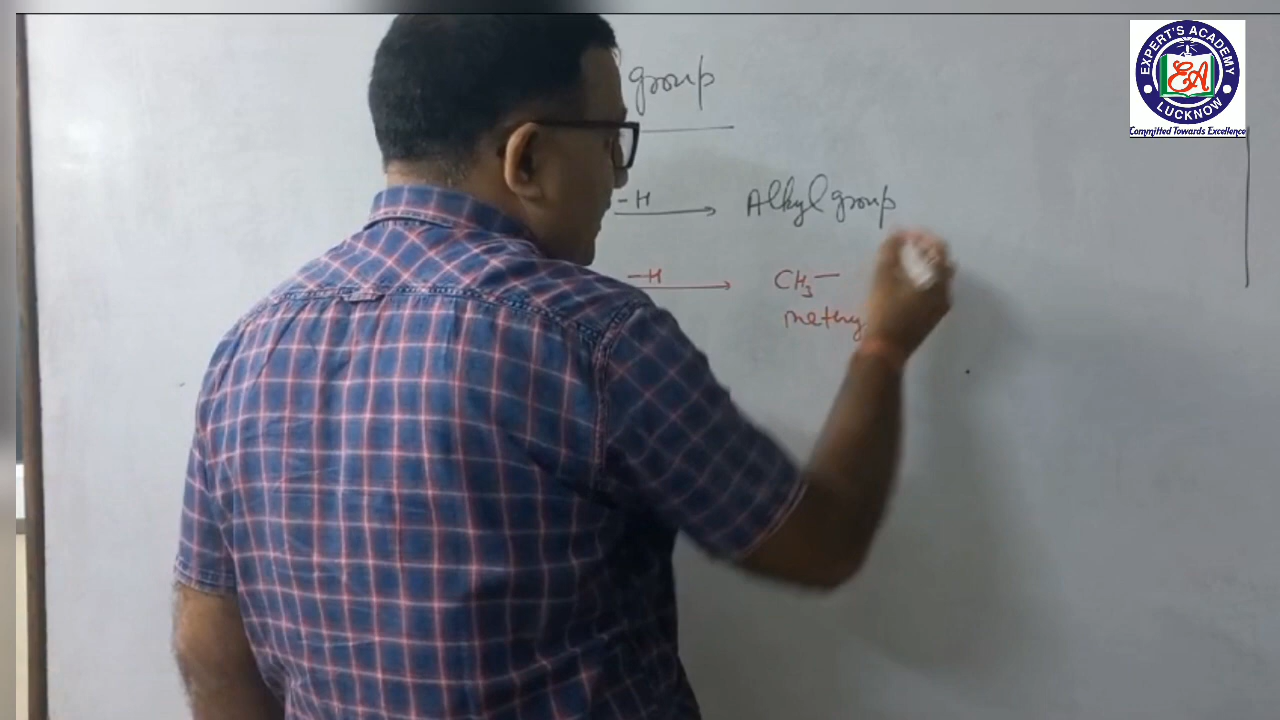 group
-H Alkyl group
-H CH₃-
methy
EXPERT'S ACADEMY
EA
LUCKNOW
Committed Towards Excellence